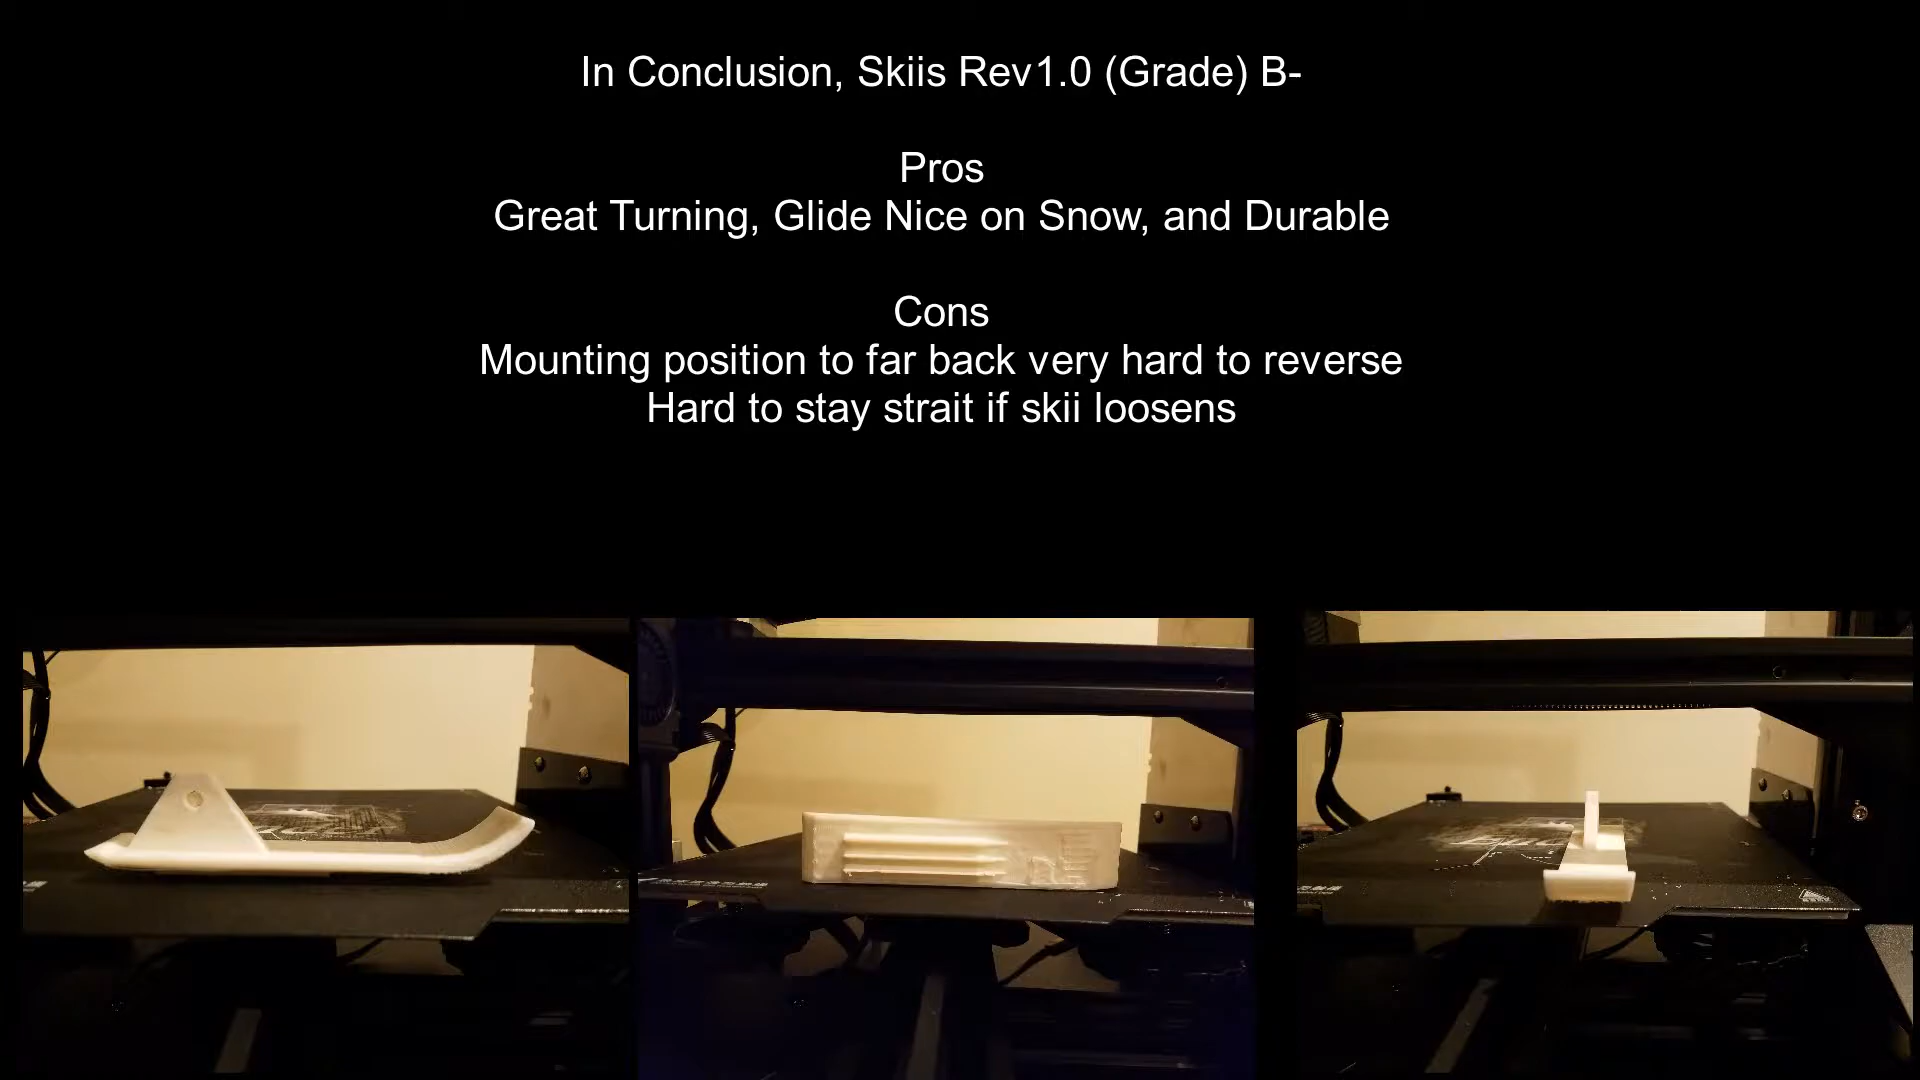 In Conclusion, Skiis Rev1.0 (Grade) B-
Pros
Great Turning, Glide Nice on Snow, and Durable
Cons
Mounting position to far back very hard to reverse
Hard to stay strait if skii loosens